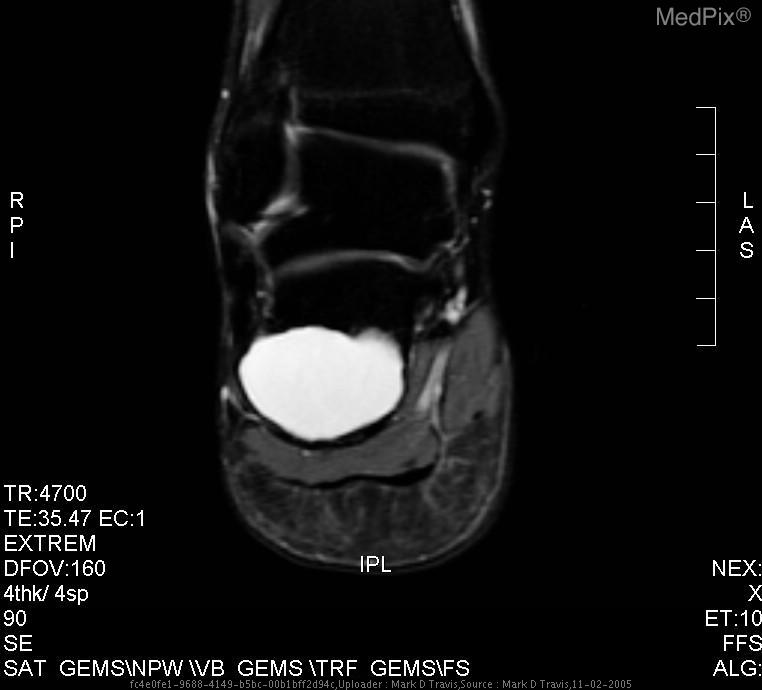 MedPix®
R
P
I
L
A
S
TR:4700
TE:35.47 EC:1
EXTREM
DFOV:160
4thk/ 4sp
90
SE
SAT GEMS\NPW \VB GEMS \TRF GEMS\FS
IPL
NEX:
X
ET:10
FFS
ALG:
fc4e0fe1-9688-4149-b5bc-00b1bff2d94c,Uploader : Mark D Travis,Source : Mark D Travis,11-02-2005